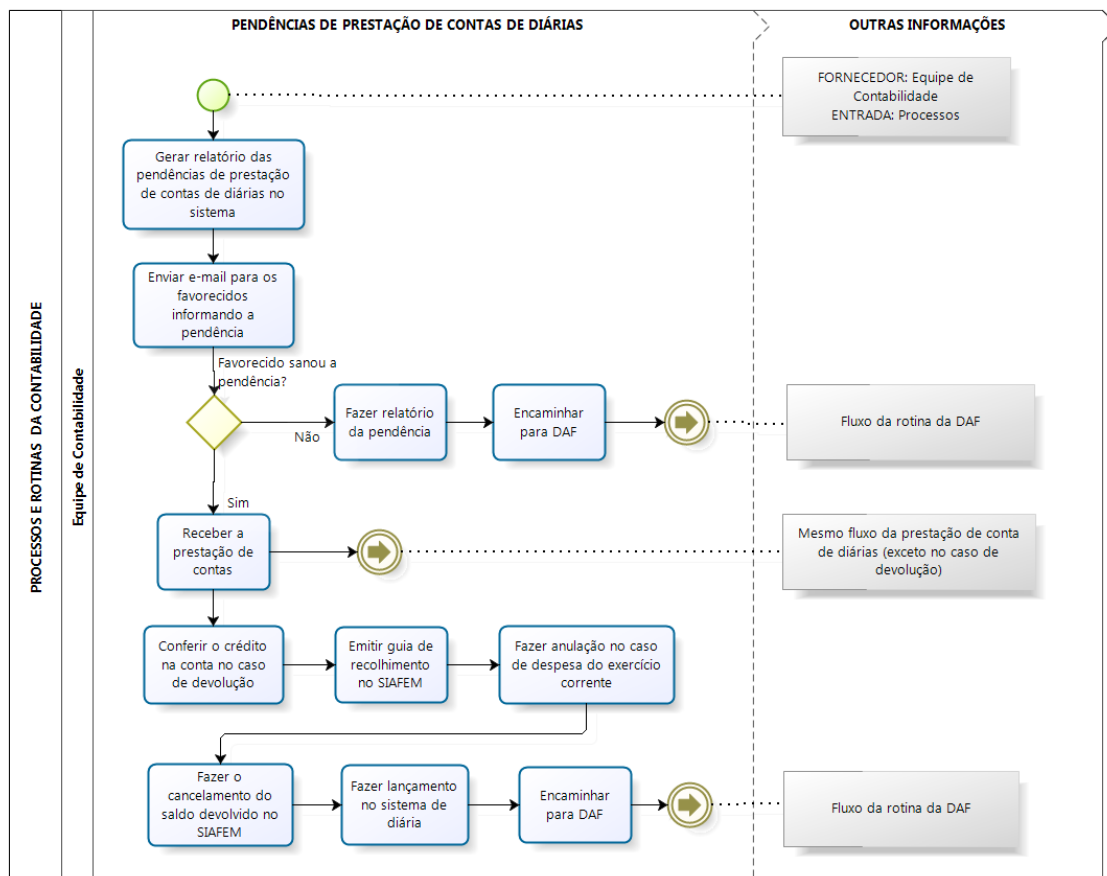 PENDÊNCIAS DE PRESTAÇÃO DE CONTAS DE DIÁRIAS
OUTRAS INFORMAÇÕES
PROCESSOS E ROTINAS DA CONTABILIDADE
Equipe de Contabilidade
FORNECEDOR: Equipe de
Contabilidade
ENTRADA: Processos
Gerar relatório das
pendências de prestação
de contas de diárias no
sistema
Enviar e-mail para os
favorecidos
informando a
pendência
Favorecido sanou a
pendência?
Não
Fazer relatório
da pendência
Encaminhar
para DAF
Fluxo da rotina da DAF
Sim
Receber a
prestação de
contas
Mesmo fluxo da prestação de conta
de diárias (exceto no caso de
devolução)
Conferir o crédito
na conta no caso
de devolução
Emitir guia de
recolhimento
no SIAFEM
Fazer anulação no caso
de despesa do exercício
corrente
Fazer o
cancelamento do
saldo devolvido no
SIAFEM
Fazer lançamento
no sistema de
diária
Encaminhar
para DAF
Fluxo da rotina da DAF